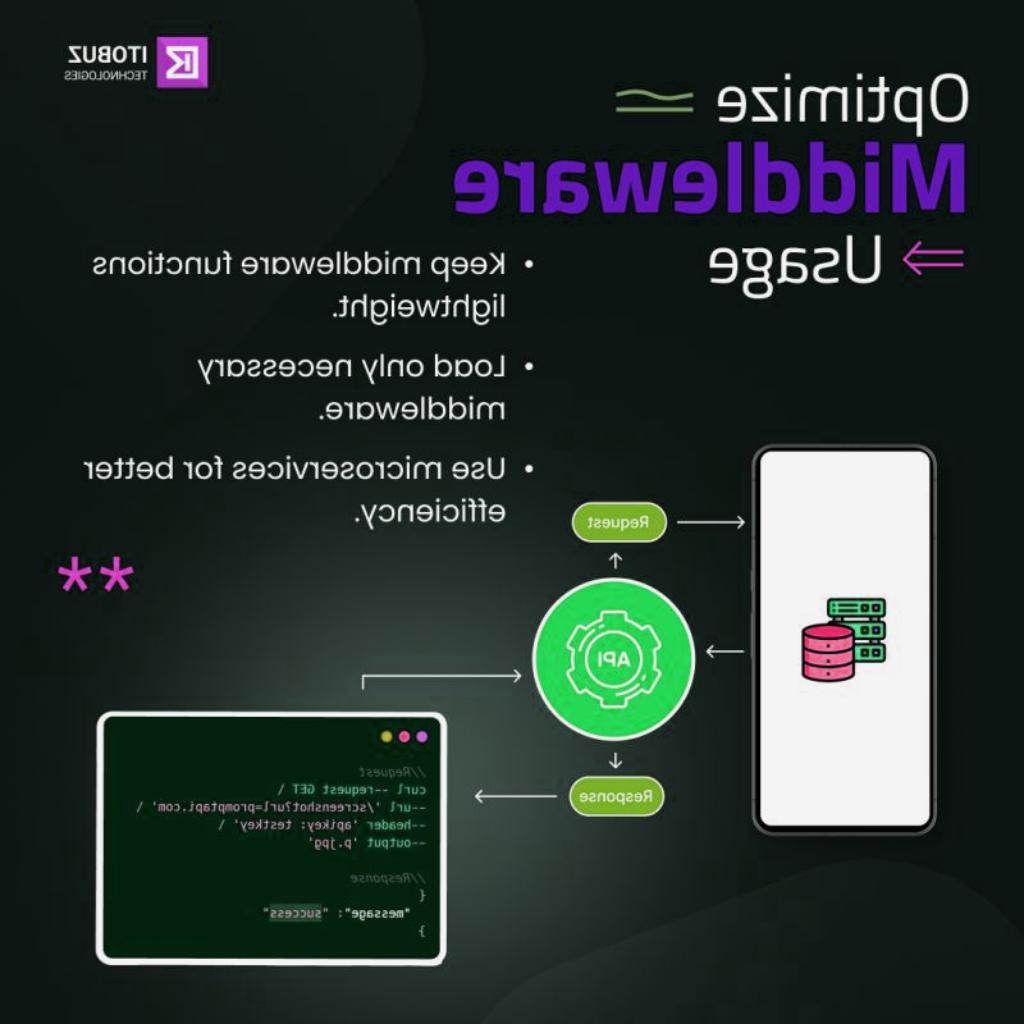 ITOBUZ
TECHNOLOGIES
Optimize
Middleware
Usage
• Keep middleware functions
lightweight.
• Load only necessary
middleware.
• Use microservices for better
efficiency.
**
Request
API
Response
//Request
curl --request GET \
--url '/screenshot?url=promptapi.com' \
--header 'apikey: testkey' \
--output 'p.jpg'
//Response
{
"message": "success"
}